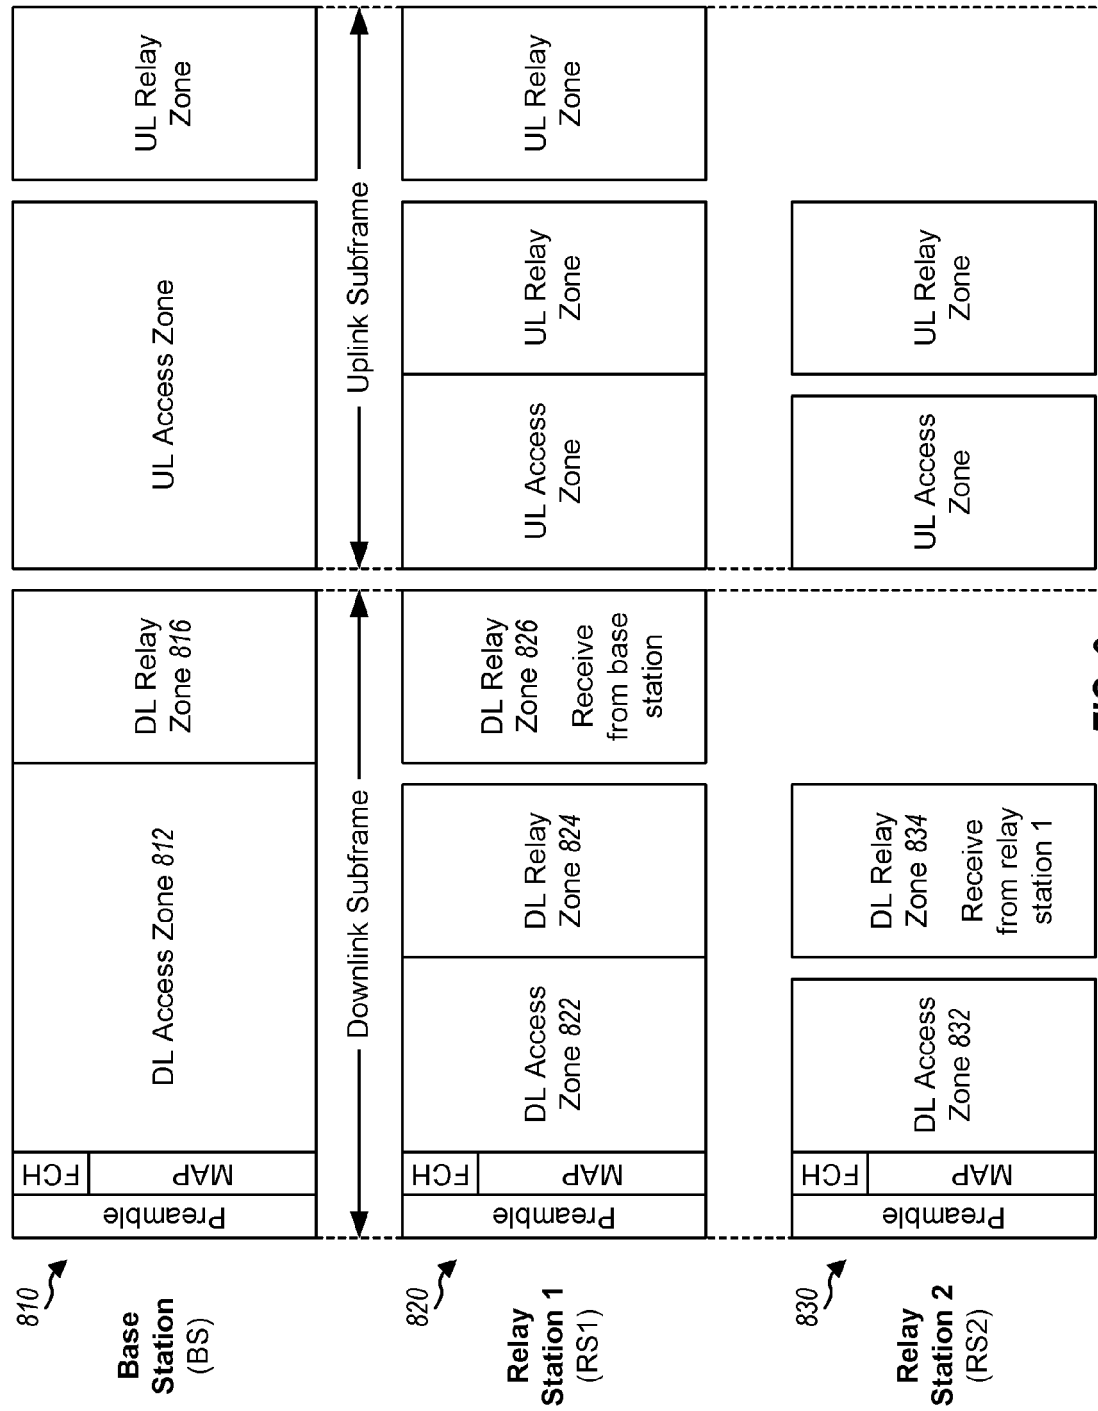 810
Base
Station
(BS)
Preamble
FCH
MAP
DL Access Zone 812
DL Relay
Zone 816
UL Access Zone
UL Relay
Zone
Downlink Subframe
Uplink Subframe
820
Relay
Station 1
(RS1)
Preamble
FCH
MAP
DL Access
Zone 822
DL Relay
Zone 824
DL Relay
Zone 826
Receive
from base
station
UL Access
Zone
UL Relay
Zone
UL Relay
Zone
830
Relay
Station 2
(RS2)
Preamble
FCH
MAP
DL Access
Zone 832
DL Relay
Zone 834
Receive
from relay
station 1
UL Access
Zone
UL Relay
Zone